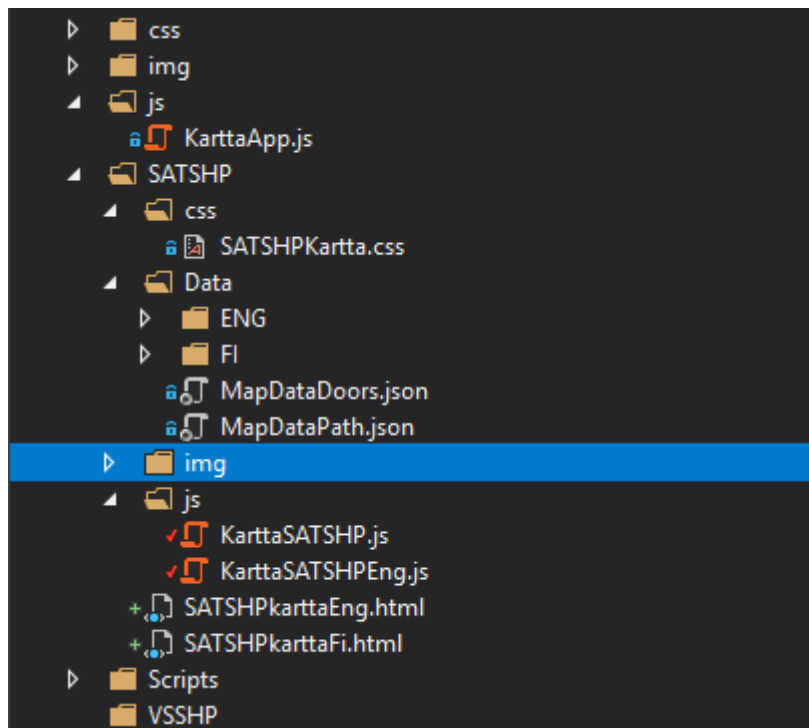 css
img
js
KarttaApp.js
SATSHP
css
SATSHPKartta.css
Data
ENG
FI
MapDataDoors.json
MapDataPath.json
img
js
KarttaSATSHP.js
KarttaSATSHPEng.js
SATSHPkarttaEng.html
SATSHPkarttaFi.html
Scripts
VSSHP